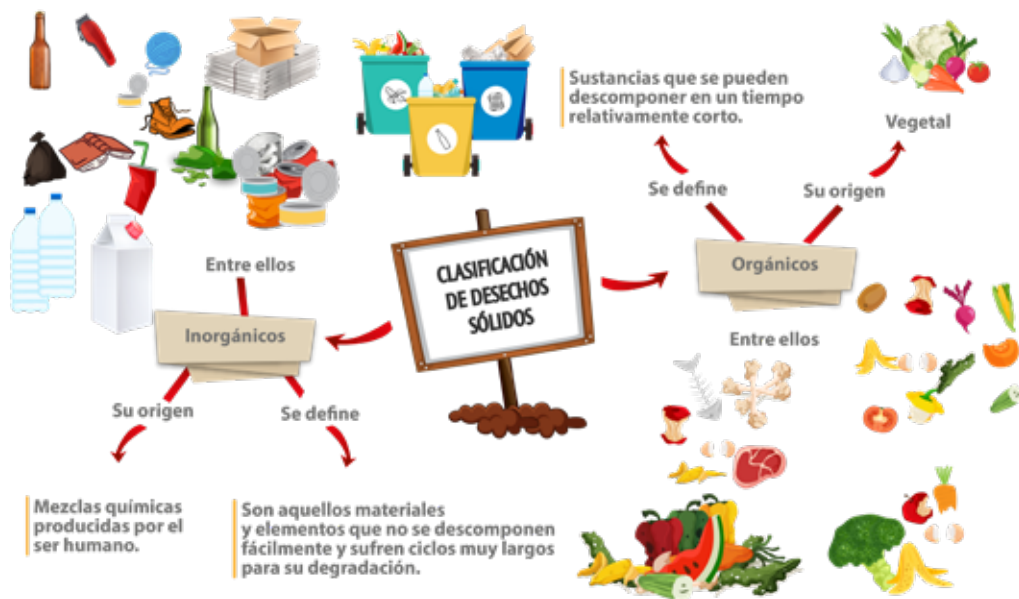 Sustancias que se pueden
descomponer en un tiempo
relativamente corto.
Vegetal
Se define
Su origen
CLASIFICACIÓN
DE DESECHOS
SÓLIDOS
Orgánicos
Entre ellos
Entre ellos
Inorgánicos
Su origen
Se define
Mezclas químicas
producidas por el
ser humano.
Son aquellos materiales
y elementos que no se descomponen
fácilmente y sufren ciclos muy largos
para su degradación.